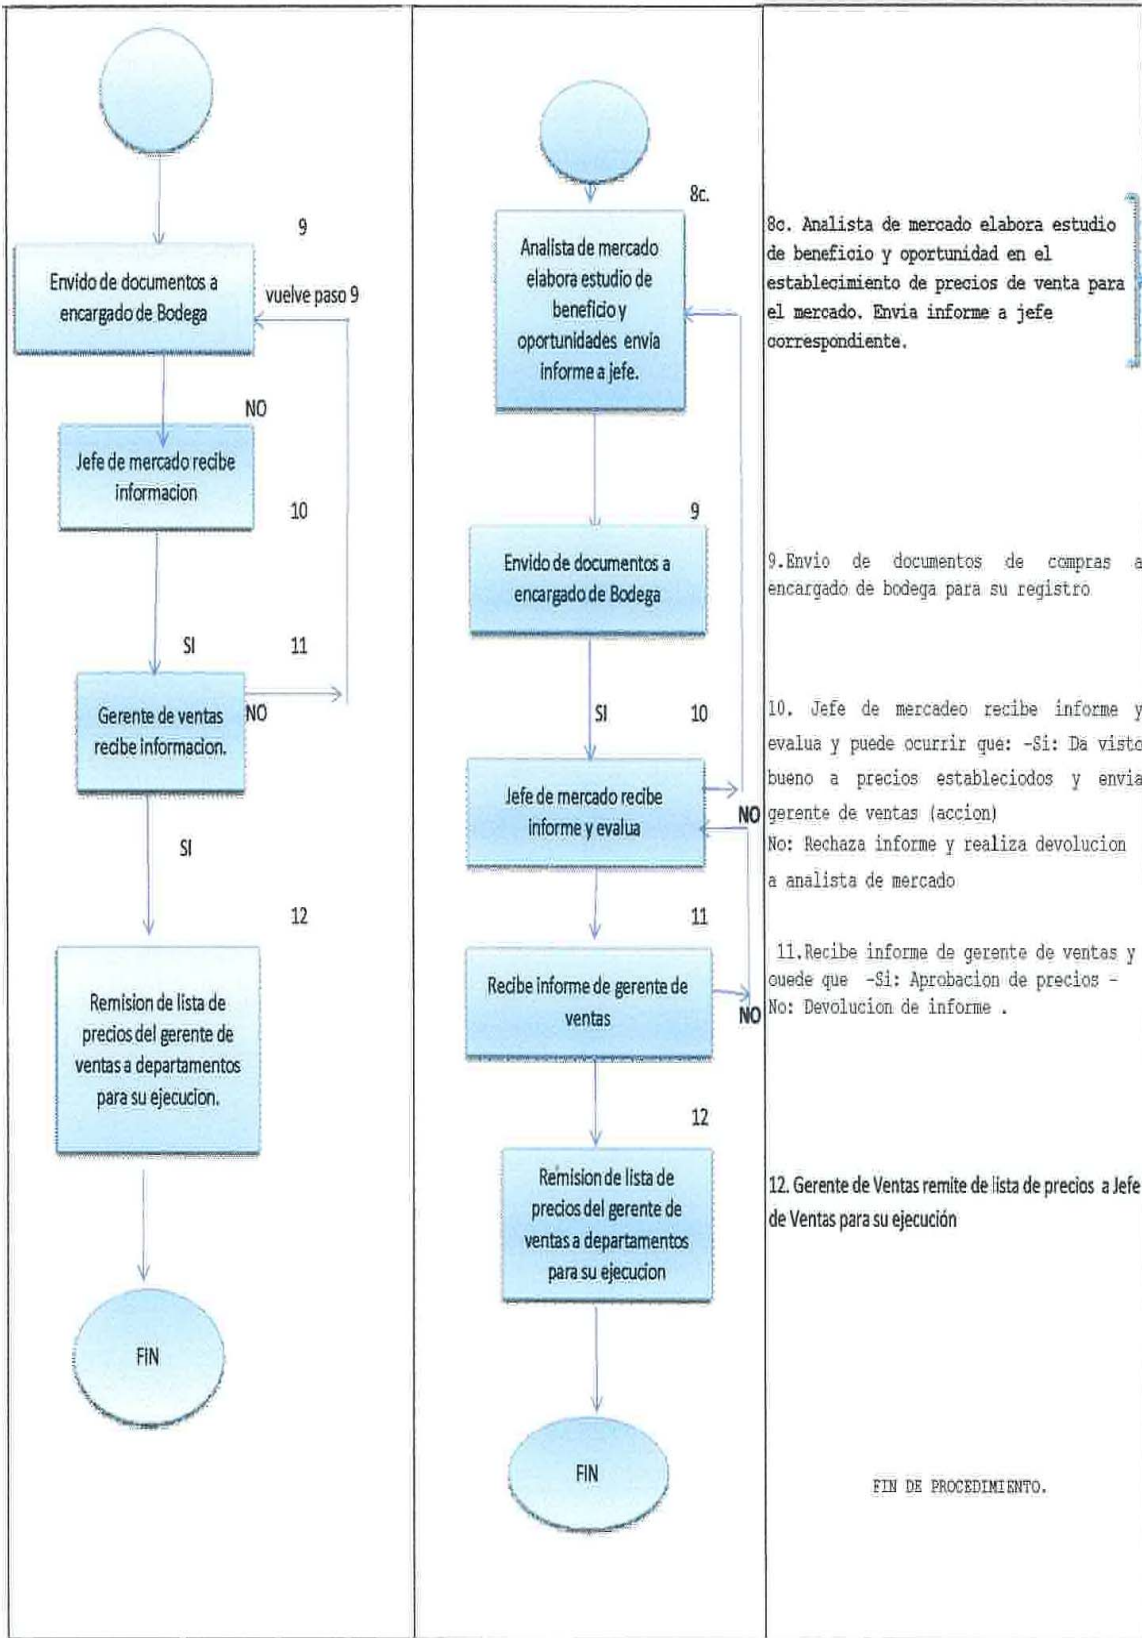 9
Envido de documentos a
encargado de Bodega
vuelve paso 9
NO
Jefe de mercado recibe
informacion
10
SI
11
Gerente de ventas
recibe informacion.
NO
SI
12
Remision de lista de
precios del gerente de
ventas a departamentos
para su ejecucion.
FIN
8c.
Analista de mercado
elabora estudio de
beneficio y
oportunidades envia
informe a jefe.
9
Envido de documentos a
encargado de Bodega
SI
10
Jefe de mercado recibe
informe y evalua
NO
11
Recibe informe de gerente de
ventas
NO
12
Remision de lista de
precios del gerente de
ventas a departamentos
para su ejecucion
FIN
8c. Analista de mercado elabora estudio
de beneficio y oportunidad en el
establecimiento de precios de venta para
el mercado. Envia informe a jefe
correspondiente.
9.Envio de documentos de compras a
encargado de bodega para su registro
10. Jefe de mercadeo recibe informe y
evalua y puede ocurrir que: -Si: Da visto
bueno a precios estableciodos y envia
gerente de ventas (accion)
No: Rechaza informe y realiza devolucion
a analista de mercado
11.Recibe informe de gerente de ventas y
ouede que -Si: Aprobacion de precios -
No: Devolucion de informe .
12. Gerente de Ventas remite de lista de precios a Jefe
de Ventas para su ejecución
FIN DE PROCEDIMIENTO.